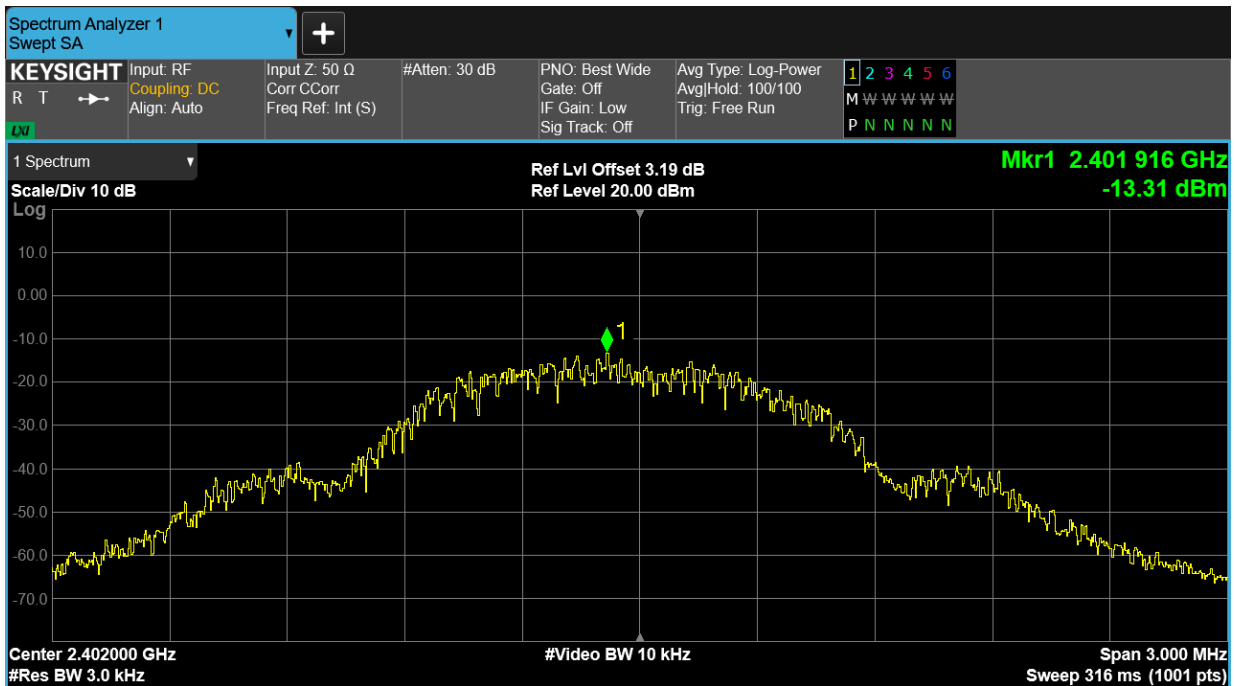 Spectrum Analyzer 1
Swept SA
▼
+
KEYSIGHT
R T
LXI
Input: RF
Coupling: DC
Align: Auto
Input Z: 50 Ω
Corr CCorr
Freq Ref: Int (S)
#Atten: 30 dB
PNO: Best Wide
Gate: Off
IF Gain: Low
Sig Track: Off
Avg Type: Log-Power
Avg|Hold: 100/100
Trig: Free Run
1 2 3 4 5 6
M W W W W W
P N N N N N
1 Spectrum ▼
Ref Lvl Offset 3.19 dB
Mkr1 2.401 916 GHz
Scale/Div 10 dB
Ref Level 20.00 dBm
-13.31 dBm
Log
10.0
0.00
-10.0
1
-20.0
-30.0
-40.0
-50.0
-60.0
-70.0
Center 2.402000 GHz
#Video BW 10 kHz
Span 3.000 MHz
#Res BW 3.0 kHz
Sweep 316 ms (1001 pts)